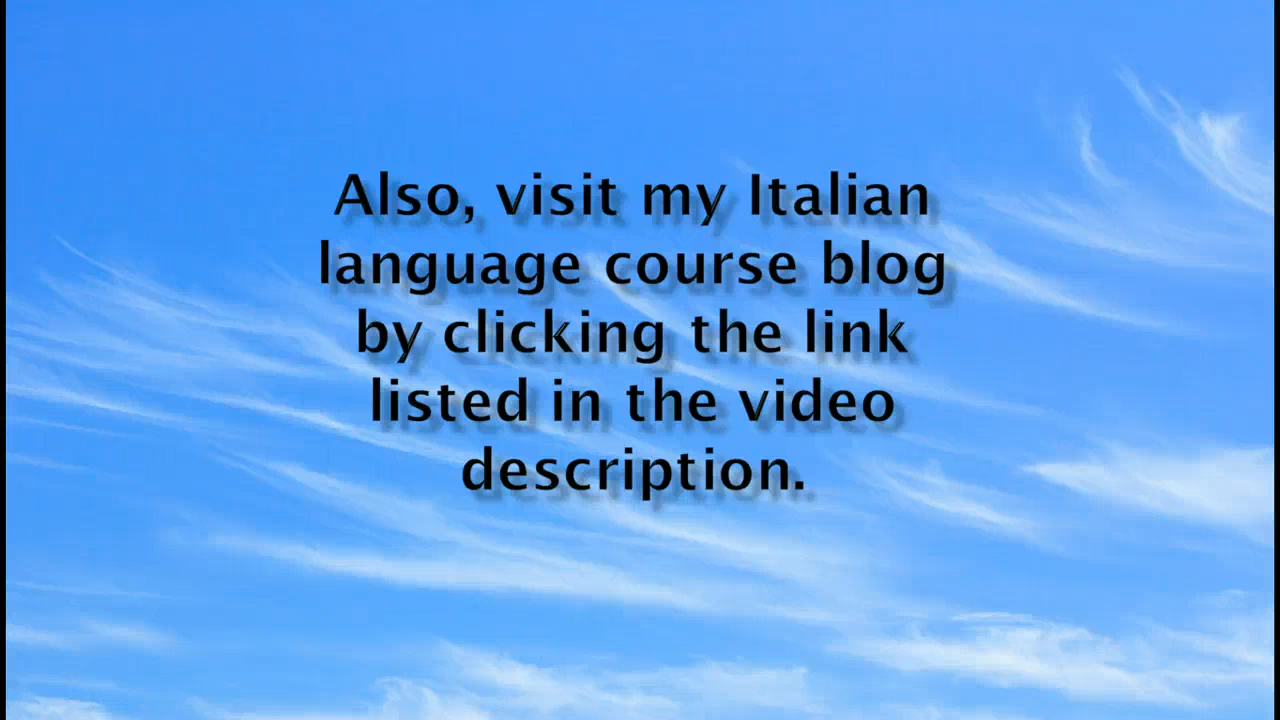 Also, visit my Italian
language course blog
by clicking the link
listed in the video
description.